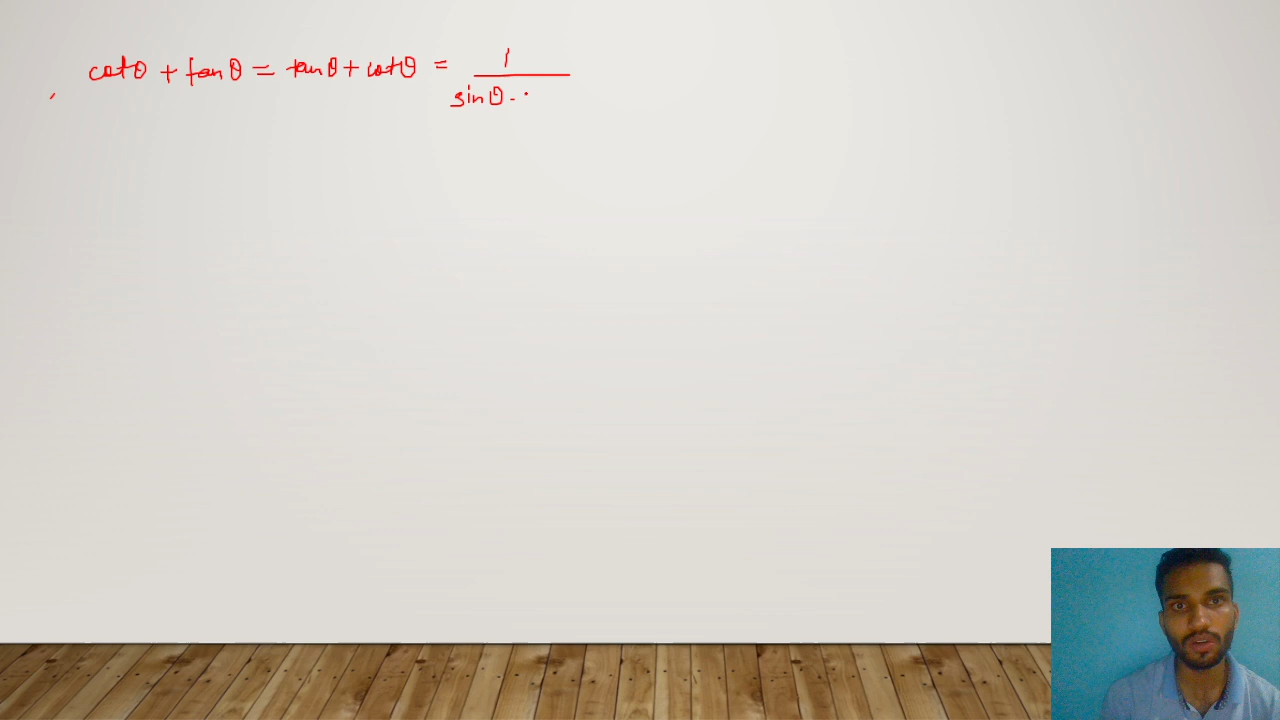 cotθ + tanθ = tanθ + cotθ = 1
sinθ.